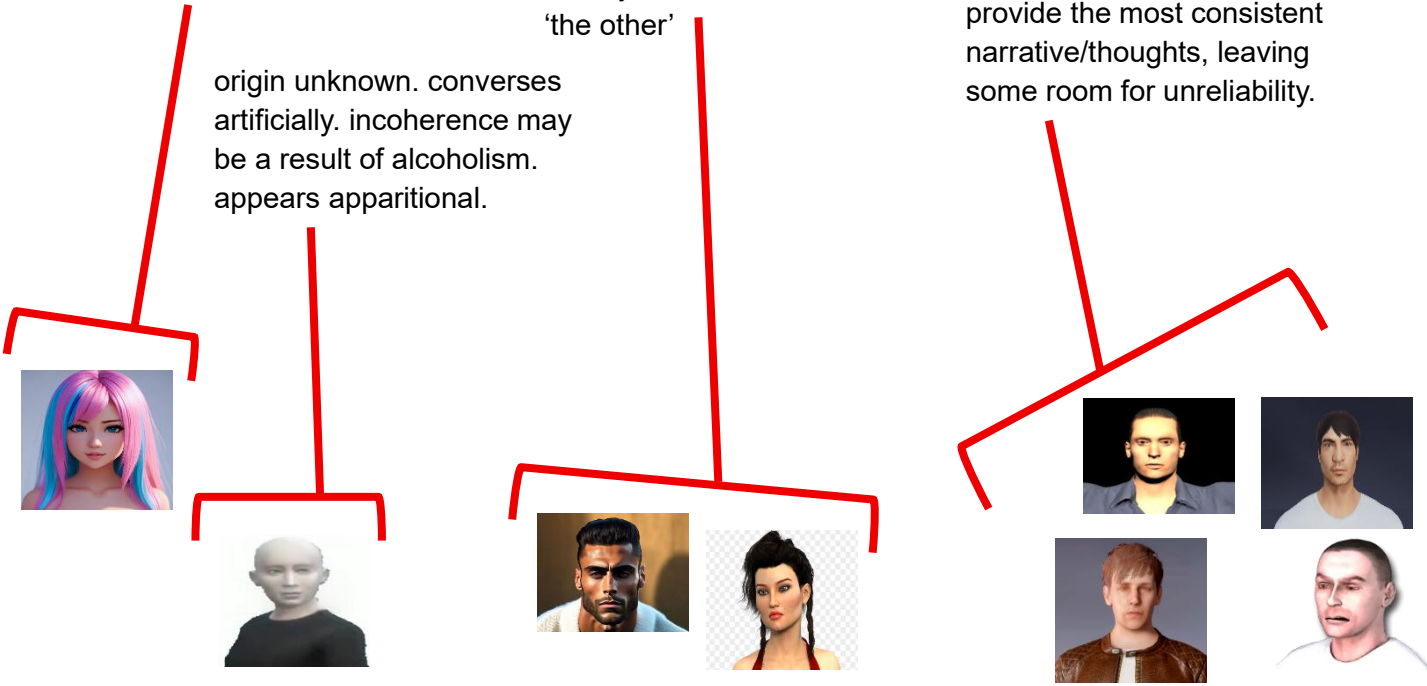 ‘the other’
origin unknown. converses
artificially. incoherence may
be a result of alcoholism.
appears apparitional.
provide the most consistent
narrative/thoughts, leaving
some room for unreliability.